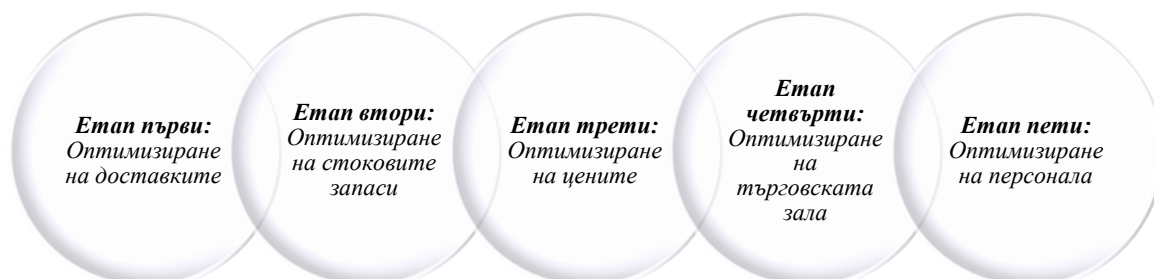 Етап първи:
Оптимизиране
на доставките
Етап втори:
Оптимизиране
на стоковите
запаси
Етап трети:
Оптимизиране
на цените
Етап
четвърти:
Оптимизиране
на
търговската
зала
Етап пети:
Оптимизиране
на персонала